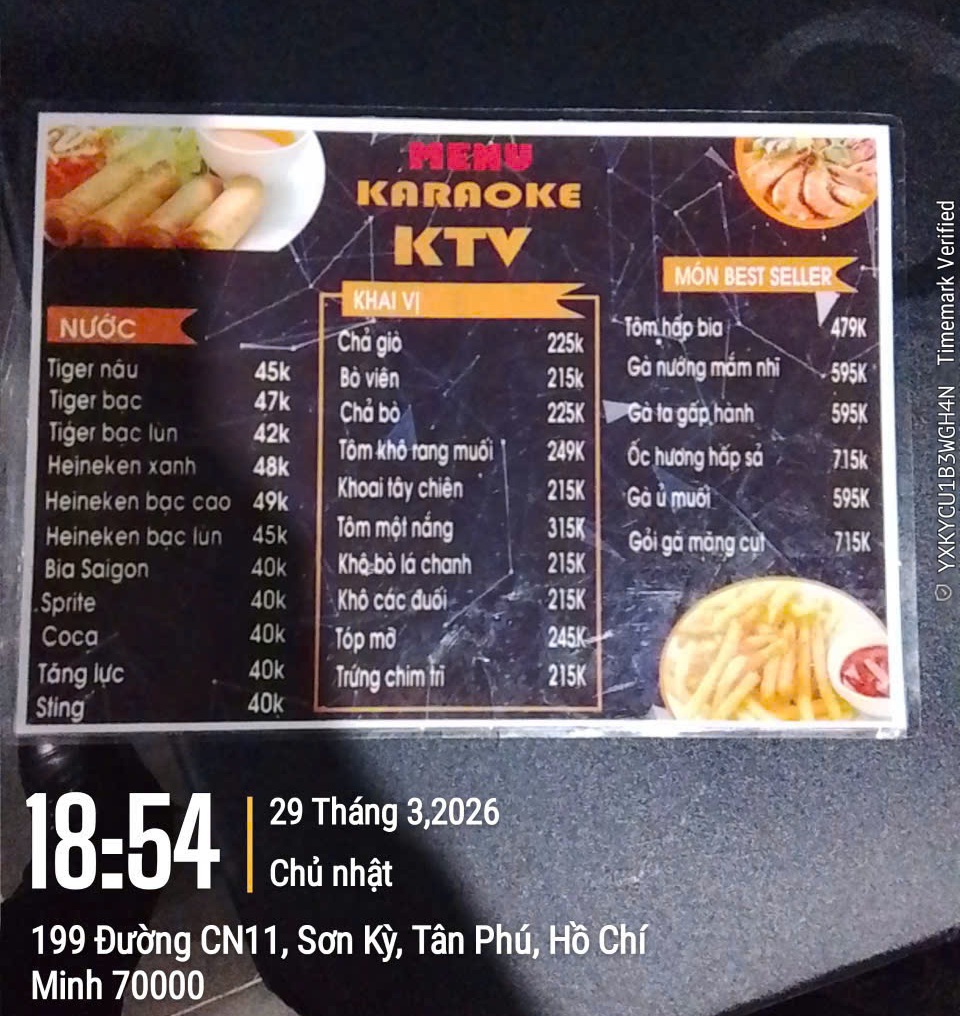 MENU
KARAOKE
KTV
NƯỚC
Tiger nâu 45k
Tiger bạc 47k
Tiger bạc lùn 42k
Heineken xanh 48k
Heineken bạc cao 49k
Heineken bạc lùn 45k
Bia Saigon 40k
Sprite 40k
Coca 40k
Tăng lực 40k
Sting 40k
KHAI VỊ
Chả giò 225k
Bò viên 215k
Chả bò 225K
Tôm khô rang muối 249K
Khoai tây chiên 215K
Tôm một nắng 315K
Khô bò lá chanh 215K
Khô các đuối 215K
Tóp mỡ 245K
Trứng chim trĩ 215K
MÓN BEST SELLER
Tôm hấp bia 479K
Gà nướng mắm nhĩ 595K
Gà ta gấp hành 595K
Ốc hương hấp sả 715k
Gà ủ muối 595K
Gỏi gà măng cụt 715K
18:54
29 Tháng 3,2026
Chủ nhật
199 Đường CN11, Sơn Kỳ, Tân Phú, Hồ Chí
Minh 70000
YXKYCU1B3WGH4N Timemark Verified